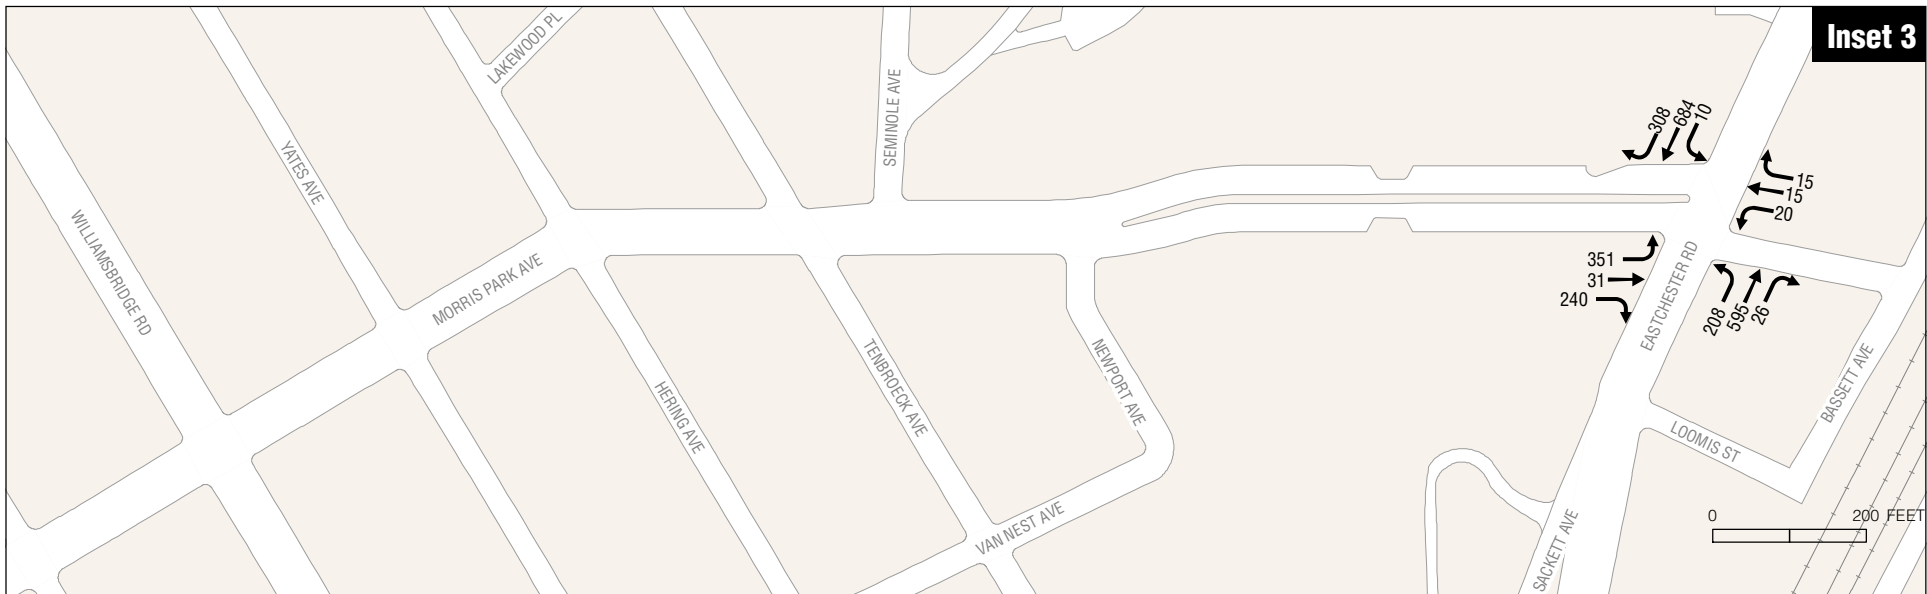 Inset 3
LAKEWOOD PL
SEMINOLE AVE
YATES AVE
WILLIAMSBRIDGE RD
MORRIS PARK AVE
308
684
10
15
15
20
351
31
240
EASTCHESTER RD
208
595
26
HERING AVE
TENBROECK AVE
NEWPORT AVE
BASSETT AVE
LOOMIS ST
VAN NEST AVE
SACKETT AVE
0 200 FEET